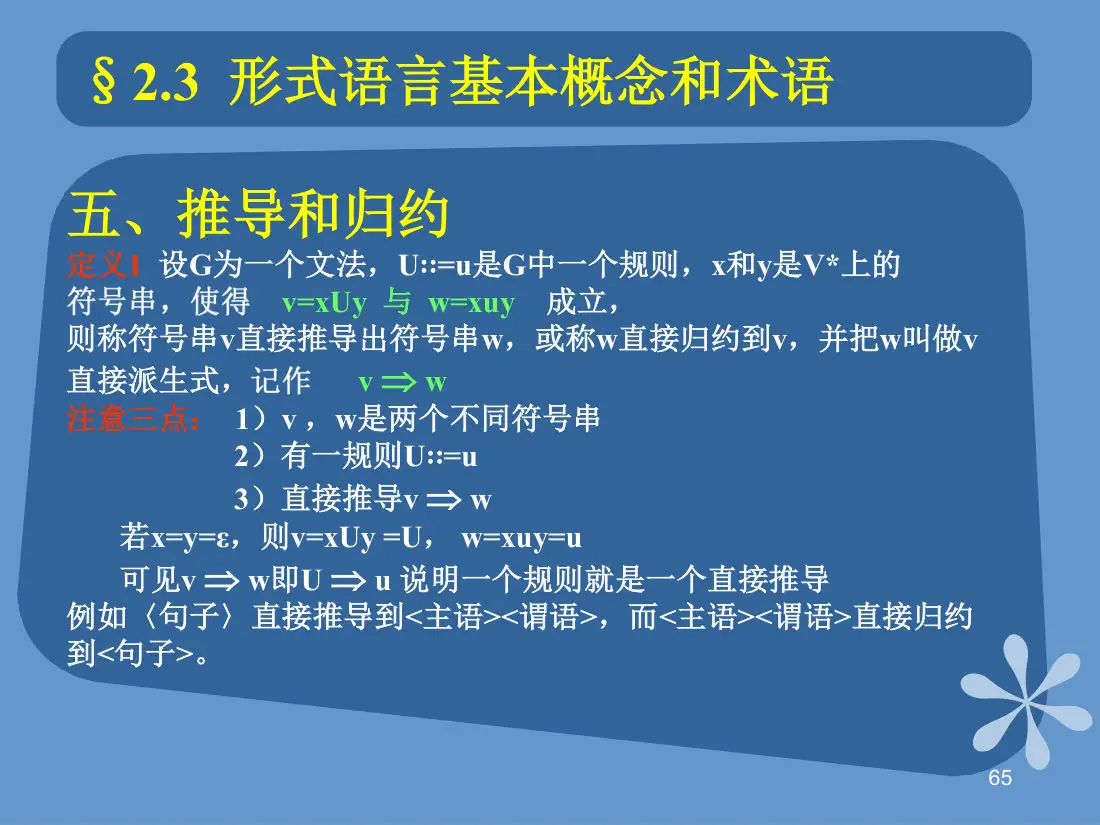 §2.3 形式语言基本概念和术语
五、推导和归约
定义1 设G为一个文法，U∷=u是G中一个规则，x和y是V*上的
符号串，使得 v=xUy 与 w=xuy 成立，
则称符号串v直接推导出符号串w，或称w直接归约到v，并把w叫做v
直接派生式，记作 v ⇒ w
注意三点： 1）v ，w是两个不同符号串
2）有一规则U∷=u
3）直接推导v ⇒ w
若x=y=ε，则v=xUy =U， w=xuy=u
可见v ⇒ w即U ⇒ u 说明一个规则就是一个直接推导
例如〈句子〉直接推导到<主语><谓语>，而<主语><谓语>直接归约
到<句子>。
65